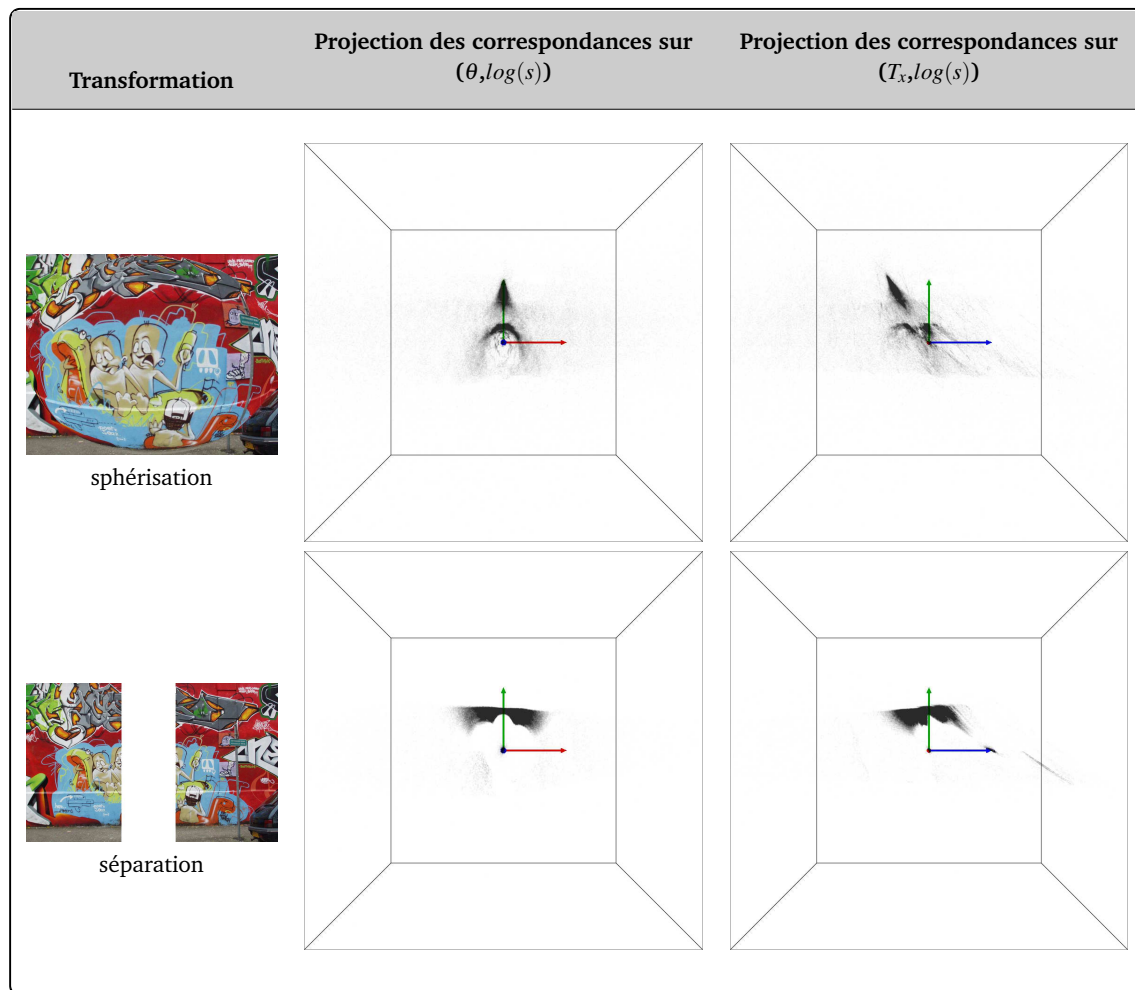 Transformation
Projection des correspondances sur
(θ,log(s))
Projection des correspondances sur
(Tₓ,log(s))
sphérisation
séparation